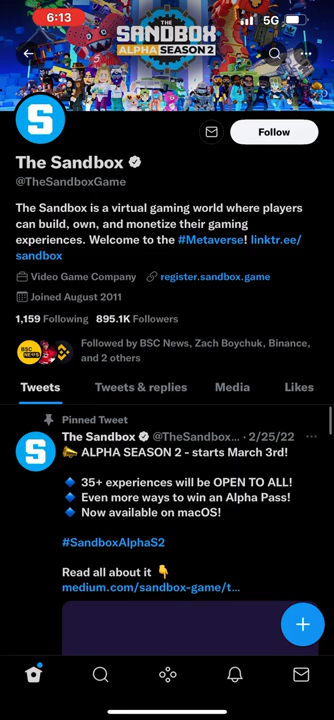 6:13
5G
THE
SANDBOX
ALPHA SEASON 2
S
Follow
The Sandbox
@TheSandboxGame
The Sandbox is a virtual gaming world where players
can build, own, and monetize their gaming
experiences. Welcome to the #Metaverse! linktr.ee/
sandbox
Video Game Company register.sandbox.game
Joined August 2011
1,159 Following 895.1K Followers
BSC
NEWS
Followed by BSC News, Zach Boychuk, Binance,
and 2 others
Tweets Tweets & replies Media Likes
Pinned Tweet
S
The Sandbox @TheSandbox... · 2/25/22
📣 ALPHA SEASON 2 - starts March 3rd!
🔹 35+ experiences will be OPEN TO ALL!
🔹 Even more ways to win an Alpha Pass!
🔹 Now available on macOS!
#SandboxAlphaS2
Read all about it 👇
medium.com/sandbox-game/t...